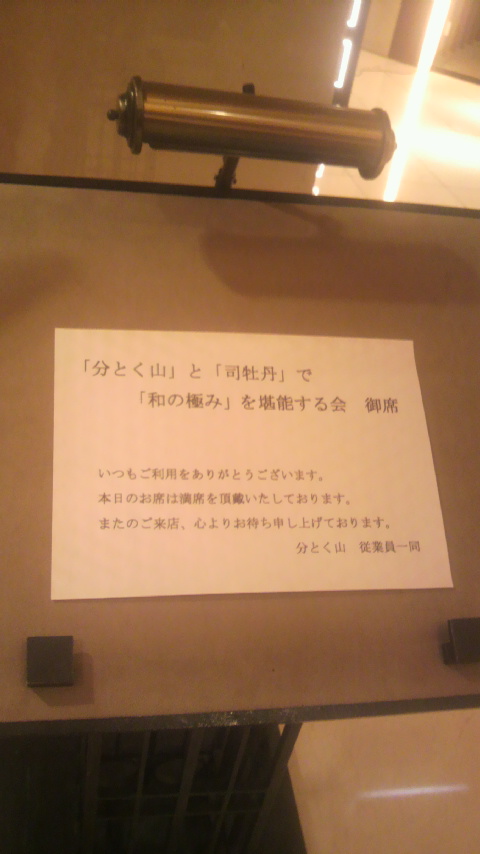 「分とく山」と「司牡丹」で
「和の極み」を堪能する会　御席
いつもご利用をありがとうございます。
本日のお席は満席を頂戴いたしております。
またのご来店、心よりお待ち申し上げております。
分とく山　従業員一同